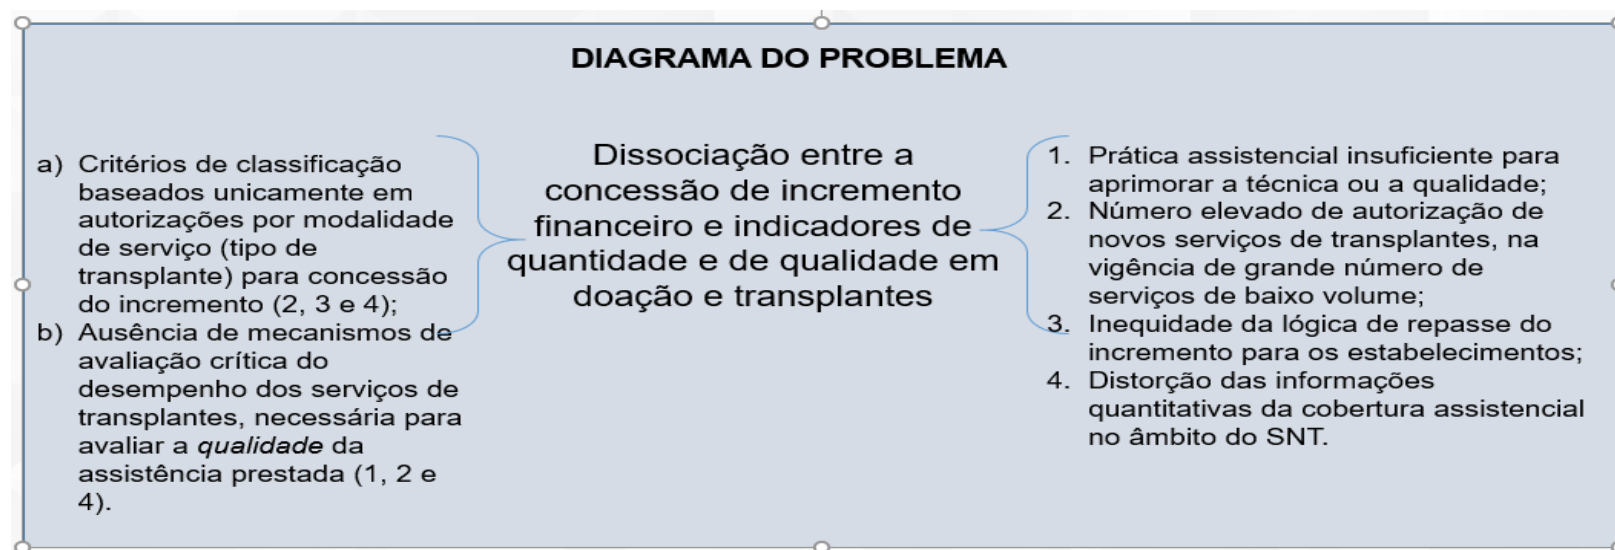 DIAGRAMA DO PROBLEMA
a) Critérios de classificação
baseados unicamente em
autorizações por modalidade
de serviço (tipo de
transplante) para concessão
do incremento (2, 3 e 4);
b) Ausência de mecanismos de
avaliação crítica do
desempenho dos serviços de
transplantes, necessária para
avaliar a qualidade da
assistência prestada (1, 2 e
4).
Dissociação entre a
concessão de incremento
financeiro e indicadores de
quantidade e de qualidade em
doação e transplantes
1. Prática assistencial insuficiente para
aprimorar a técnica ou a qualidade;
2. Número elevado de autorização de
novos serviços de transplantes, na
vigência de grande número de
serviços de baixo volume;
3. Inequidade da lógica de repasse do
incremento para os estabelecimentos;
4. Distorção das informações
quantitativas da cobertura assistencial
no âmbito do SNT.